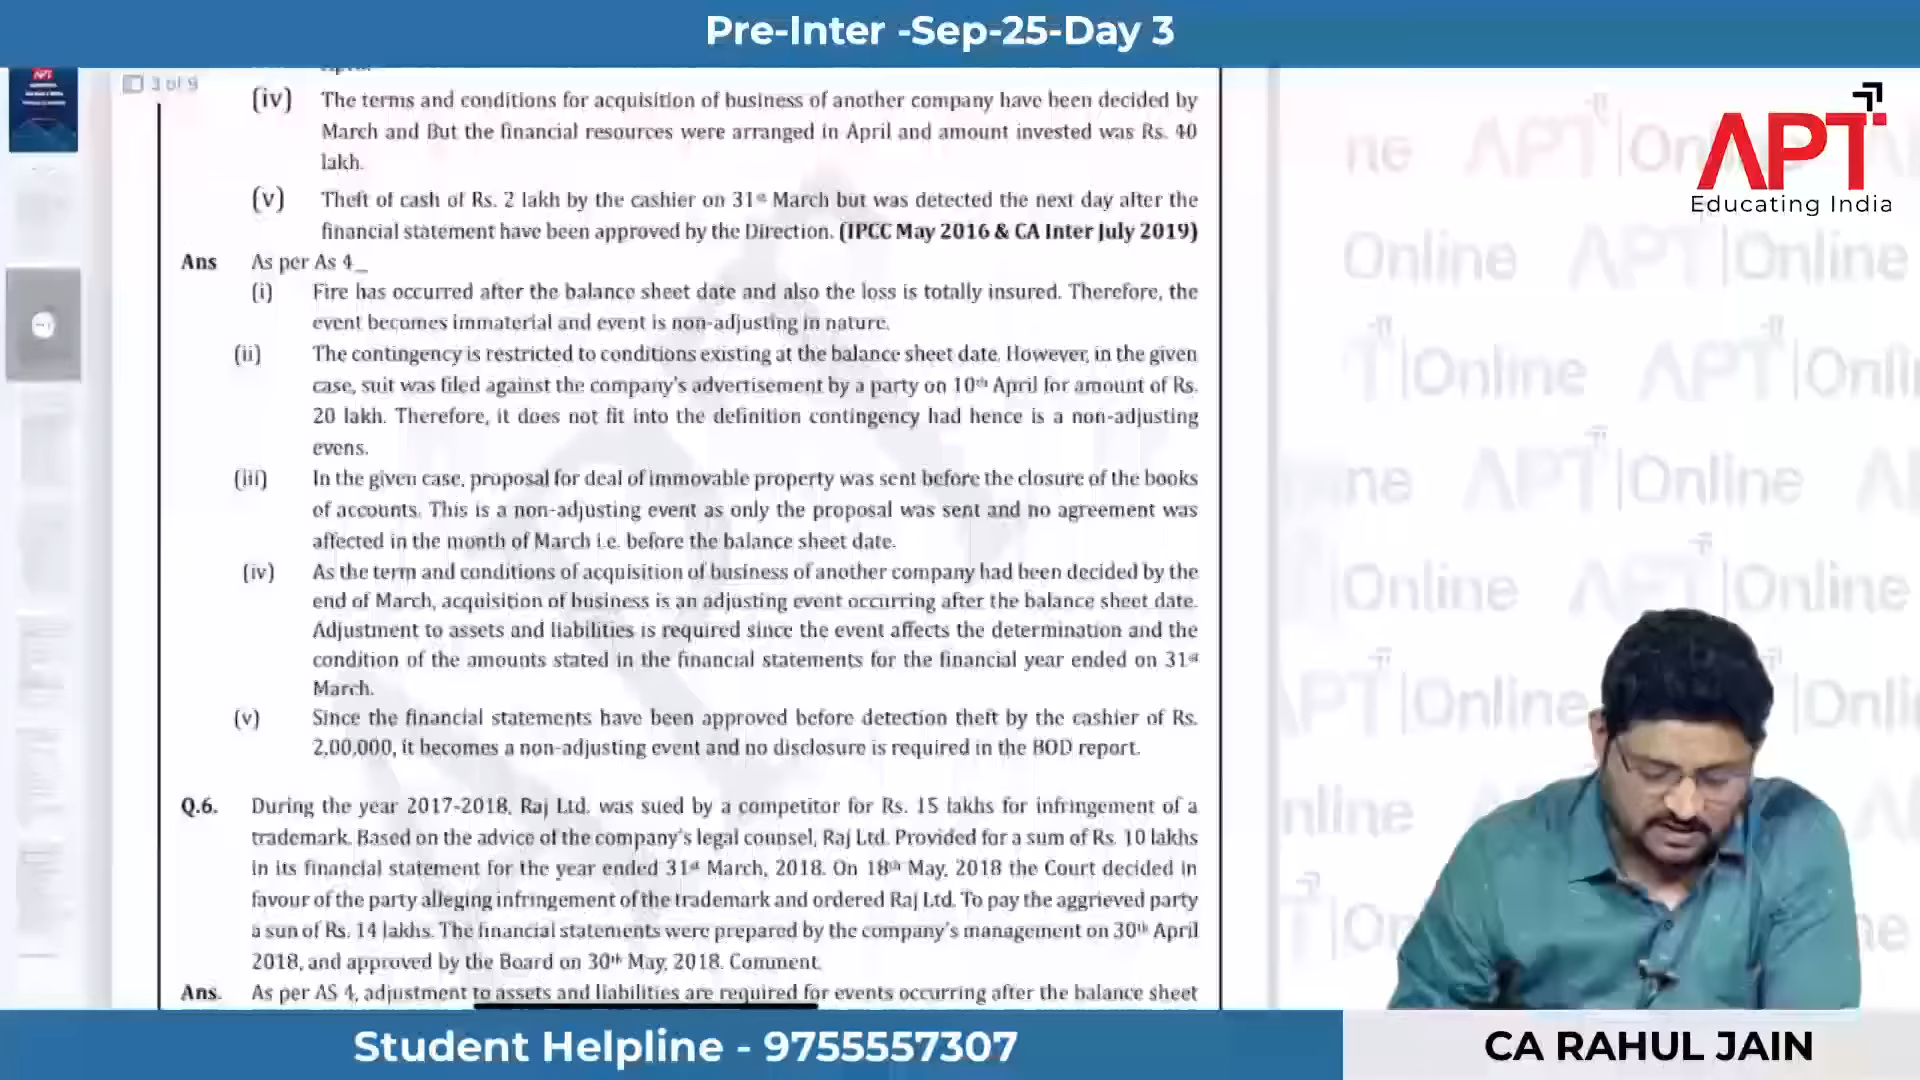 Pre-Inter -Sep-25-Day 3
3 of 9
(iv) The terms and conditions for acquisition of business of another company have been decided by
March and But the financial resources were arranged in April and amount invested was Rs. 40
lakh.
(v) Theft of cash of Rs. 2 lakh by the cashier on 31st March but was detected the next day after the
financial statement have been approved by the Direction. (IPCC May 2016 & CA Inter July 2019)
Ans As per As 4_
(i) Fire has occurred after the balance sheet date and also the loss is totally insured. Therefore, the
event becomes immaterial and event is non-adjusting in nature.
(ii) The contingency is restricted to conditions existing at the balance sheet date. However, in the given
case, suit was filed against the company's advertisement by a party on 10th April for amount of Rs.
20 lakh. Therefore, it does not fit into the definition contingency had hence is a non-adjusting
evens.
(iii) In the given case, proposal for deal of immovable property was sent before the closure of the books
of accounts. This is a non-adjusting event as only the proposal was sent and no agreement was
affected in the month of March i.e. before the balance sheet date.
(iv) As the term and conditions of acquisition of business of another company had been decided by the
end of March, acquisition of business is an adjusting event occurring after the balance sheet date.
Adjustment to assets and liabilities is required since the event affects the determination and the
condition of the amounts stated in the financial statements for the financial year ended on 31st
March.
(v) Since the financial statements have been approved before detection theft by the cashier of Rs.
2,00,000, it becomes a non-adjusting event and no disclosure is required in the BOD report.
Q.6. During the year 2017-2018, Raj Ltd. was sued by a competitor for Rs. 15 lakhs for infringement of a
trademark. Based on the advice of the company's legal counsel, Raj Ltd. Provided for a sum of Rs. 10 lakhs
in its financial statement for the year ended 31st March, 2018. On 18th May, 2018 the Court decided in
favour of the party alleging infringement of the trademark and ordered Raj Ltd. To pay the aggrieved party
a sun of Rs. 14 lakhs. The financial statements were prepared by the company's management on 30th April
2018, and approved by the Board on 30th May, 2018. Comment.
Ans. As per AS 4, adjustment to assets and liabilities are required for events occurring after the balance sheet
APT
Educating India
APT|Online
Student Helpline - 9755557307
CA RAHUL JAIN